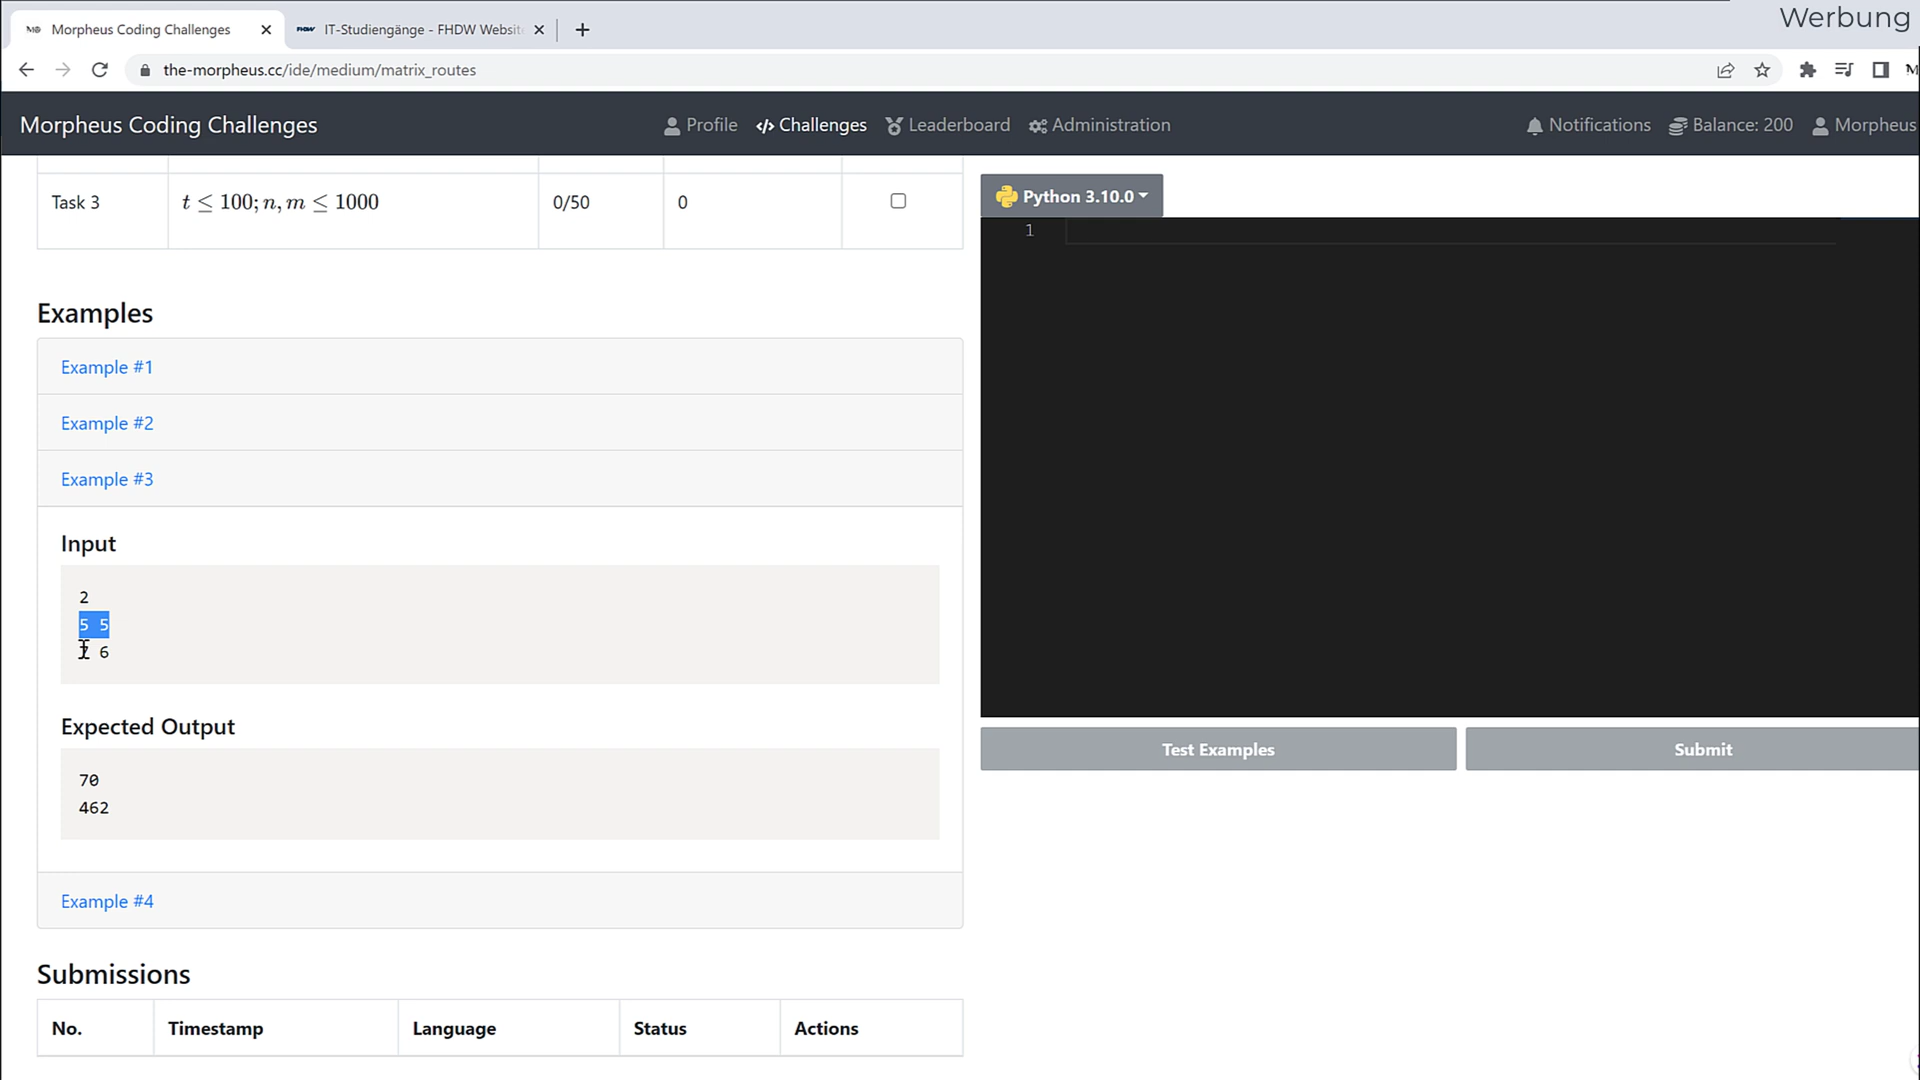 Werbung
Morpheus Coding Challenges
IT-Studiengänge - FHDW Websit
the-morpheus.cc/ide/medium/matrix_routes
Morpheus Coding Challenges
Profile
Challenges
Leaderboard
Administration
Notifications
Balance: 200
Morpheus
Task 3
t ≤ 100; n, m ≤ 1000
0/50
0
Python 3.10.0
1
Examples
Example #1
Example #2
Example #3
Input
2
5 5
6
Expected Output
70
462
Test Examples
Submit
Example #4
Submissions
No.
Timestamp
Language
Status
Actions